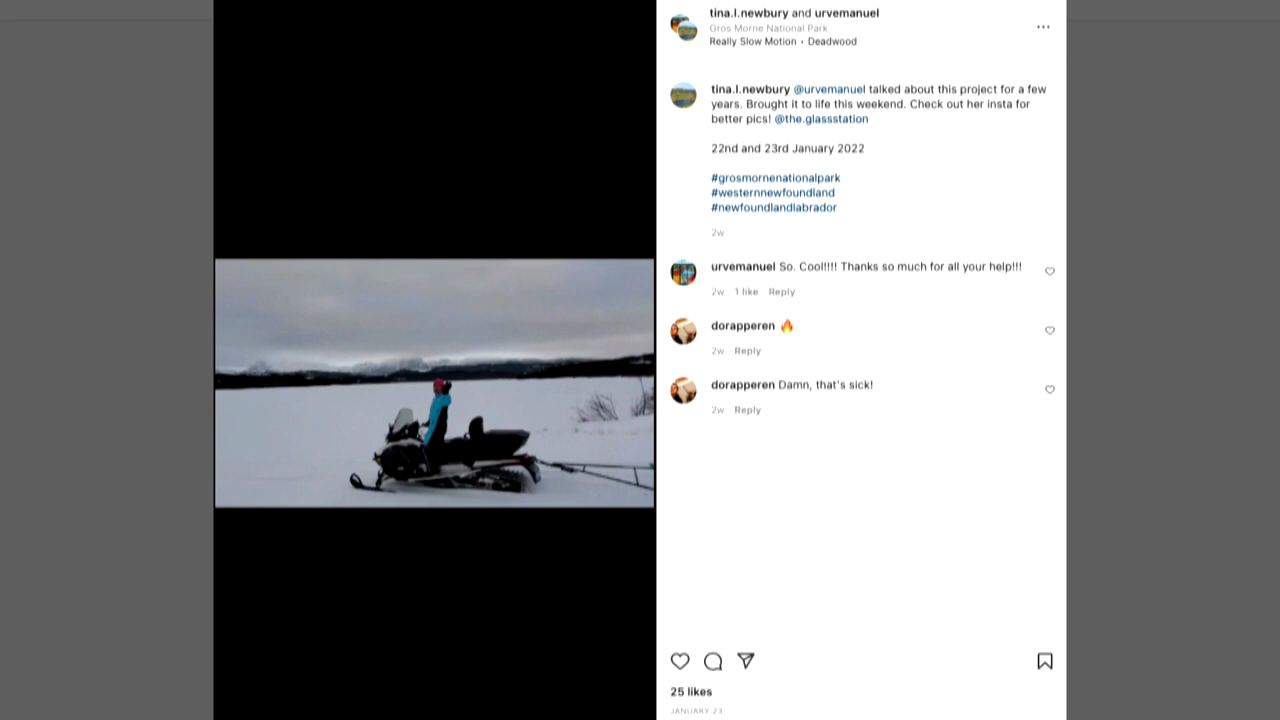 tina.l.newbury and urvemanuel
Gros Morne National Park
Really Slow Motion • Deadwood
tina.l.newbury @urvemanuel talked about this project for a few
years. Brought it to life this weekend. Check out her insta for
better pics! @the.glassstation
22nd and 23rd January 2022
#grosmornenationalpark
#westernnewfoundland
#newfoundlandlabrador
2w
urvemanuel So. Cool!!!! Thanks so much for all your help!!!
2w 1 like Reply
dorapperen 🔥
2w Reply
dorapperen Damn, that's sick!
2w Reply
25 likes
JANUARY 23